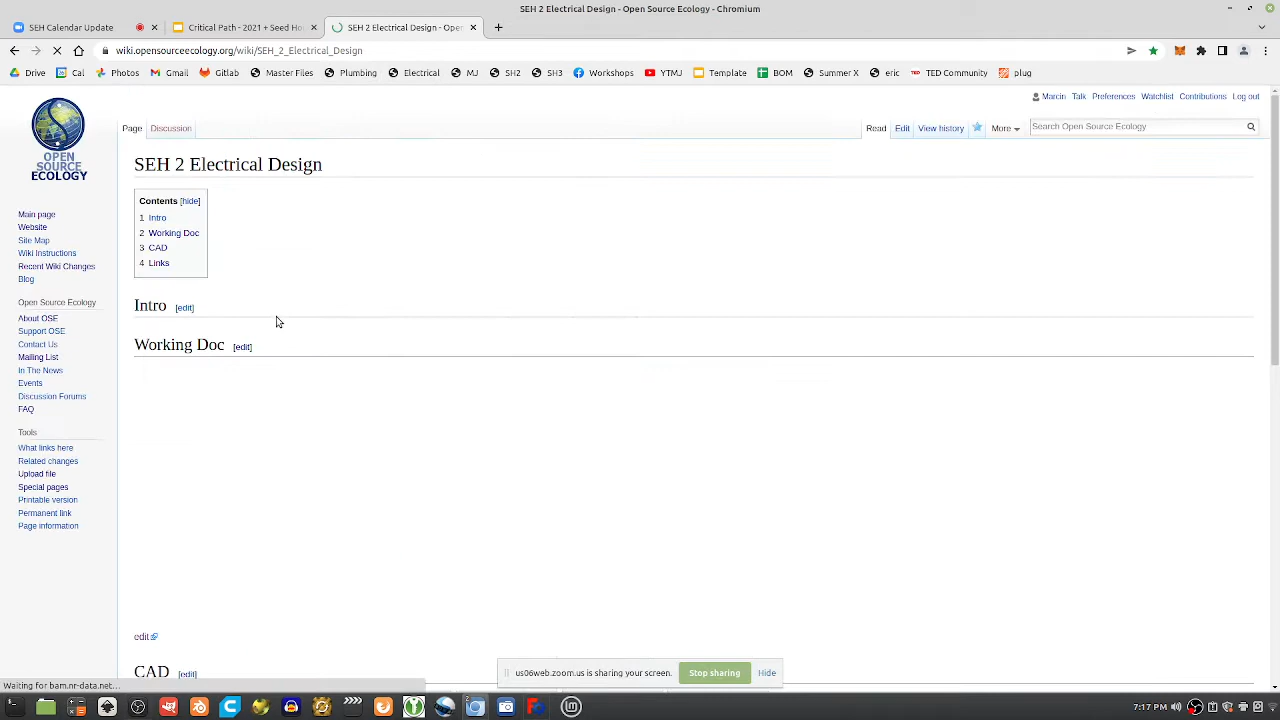 SEH 2 Electrical Design - Open Source Ecology - Chromium
SEH Calendar Update
Critical Path - 2021 + Seed Ho
SEH 2 Electrical Design - Ope
wiki.opensourceecology.org/wiki/SEH_2_Electrical_Design
Drive Cal Photos Gmail Gitlab Master Files Plumbing Electrical MJ SH2 SH3 Workshops YTMJ Template BOM Summer X eric TED Community plug
Marcin Talk Preferences Watchlist Contributions Log out
Page Discussion Read Edit View history More Search Open Source Ecology
OPEN
SOURCE
ECOLOGY
SEH 2 Electrical Design
Contents [hide]
1 Intro
2 Working Doc
3 CAD
4 Links
Main page
Website
Site Map
Wiki Instructions
Recent Wiki Changes
Blog
Open Source Ecology
About OSE
Support OSE
Contact Us
Mailing List
In The News
Events
Discussion Forums
FAQ
Tools
What links here
Related changes
Upload file
Special pages
Printable version
Permanent link
Page information
Intro [edit]
Working Doc [edit]
edit
CAD [edit]
us06web.zoom.us is sharing your screen. Stop sharing Hide
Waiting for bam.nr-data.net...
7:17 PM